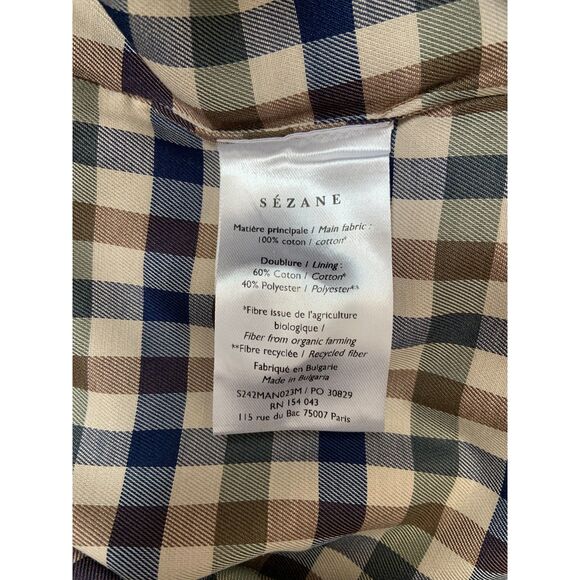 SÉZANE
Matière principale / Main fabric :
100% coton / cotton*
Doublure / Lining :
60% Coton / Cotton*
40% Polyester / Polyester**
*Fibre issue de l'agriculture
biologique /
Fiber from organic farming
**Fibre recyclée / Recycled fiber
Fabriqué en Bulgarie
Made in Bulgaria
S242MAN023M / PO 30829
RN 154 043
115 rue du Bac 75007 Paris